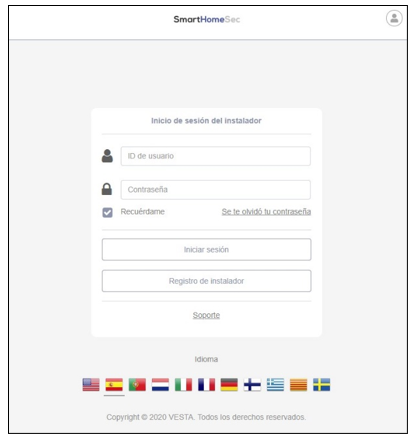 SmartHomeSec
Inicio de sesión del instalador
ID de usuario
Contraseña
Recuérdame Se te olvidó tu contraseña
Iniciar sesión
Registro de instalador
Soporte
Idioma
Copyright © 2020 VESTA. Todos los derechos reservados.